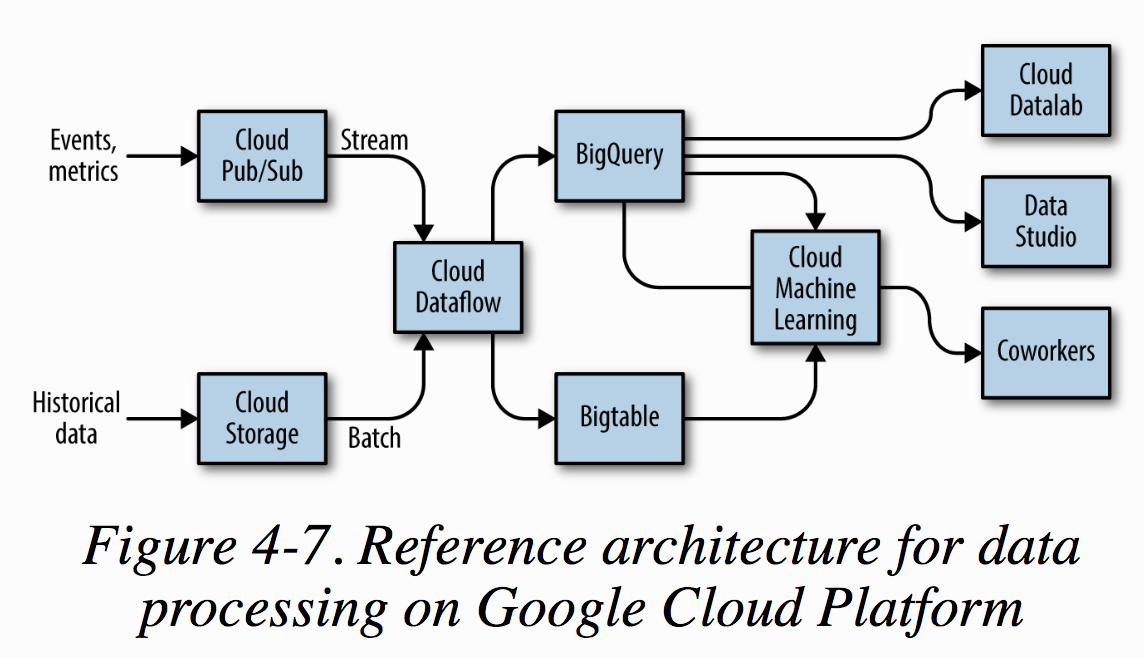 Events,
metrics
Cloud
Pub/Sub
Stream
Historical
data
Cloud
Storage
Batch
Cloud
Dataflow
BigQuery
Bigtable
Cloud
Machine
Learning
Cloud
Datalab
Data
Studio
Coworkers
Figure 4-7. Reference architecture for data
processing on Google Cloud Platform